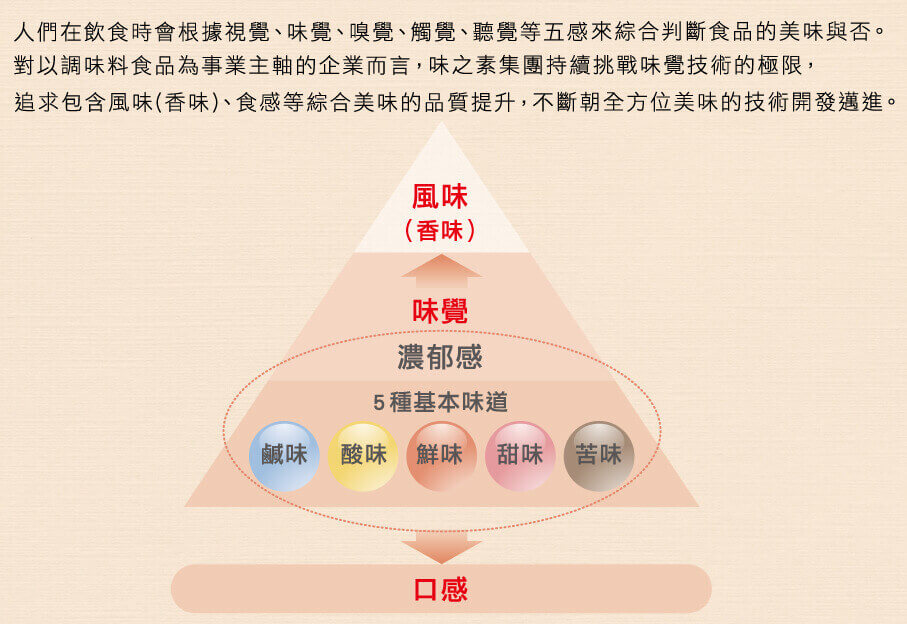 人們在飲食時會根據視覺、味覺、嗅覺、觸覺、聽覺等五感來綜合判斷食品的美味與否。
對以調味料食品為事業主軸的企業而言，味之素集團持續挑戰味覺技術的極限，
追求包含風味(香味)、食感等綜合美味的品質提升，不斷朝全方位美味的技術開發邁進。
風味
（香味）
味覺
濃郁感
5種基本味道
鹹味 酸味 鮮味 甜味 苦味
口感